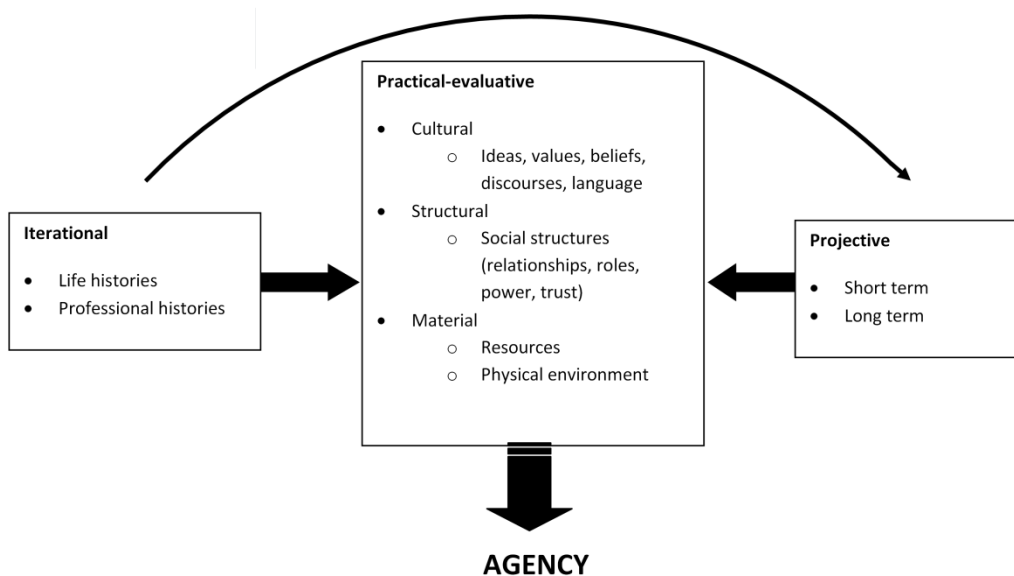 Iterational
• Life histories
• Professional histories
Practical-evaluative
• Cultural
o Ideas, values, beliefs,
discourses, language
• Structural
o Social structures
(relationships, roles,
power, trust)
• Material
o Resources
o Physical environment
Projective
• Short term
• Long term
AGENCY